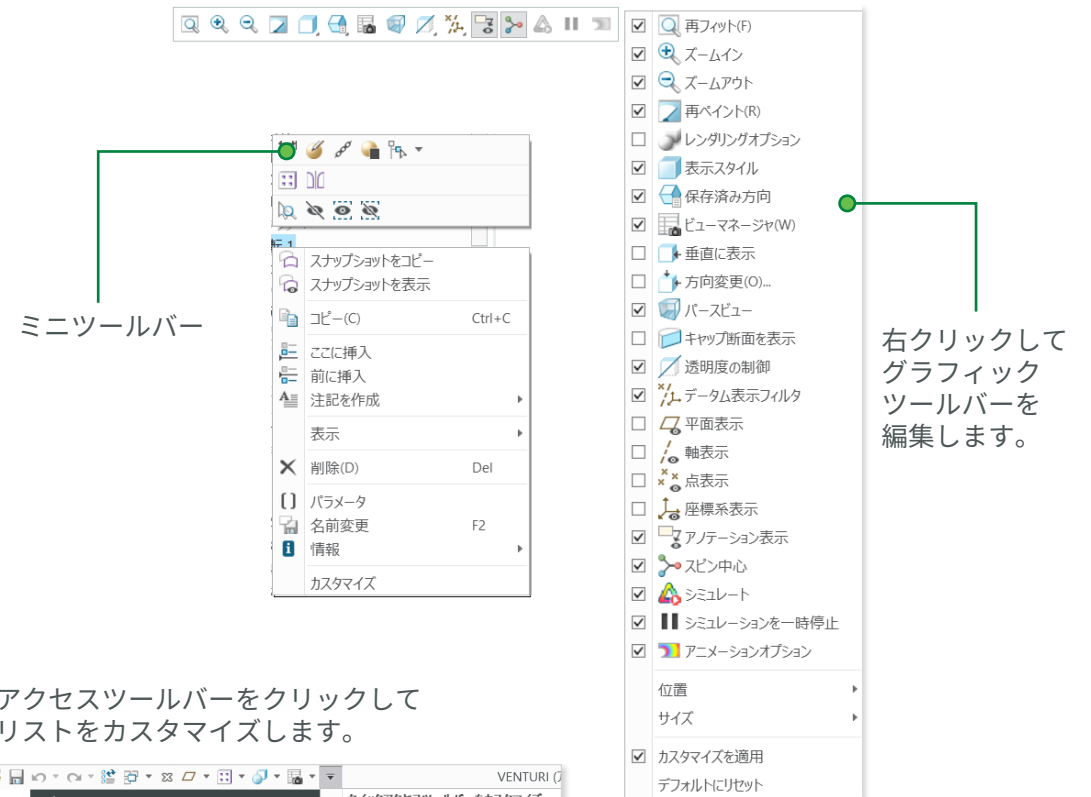 再フィット(F)
ズームイン
ズームアウト
再ペイント(R)
レンダリングオプション
表示スタイル
保存済み方向
ビューマネージャ(W)
垂直に表示
方向変更(O)...
パースビュー
キャップ断面を表示
透明度の制御
データム表示フィルタ
平面表示
軸表示
点表示
座標系表示
アノテーション表示
スピン中心
シミュレート
シミュレーションを一時停止
アニメーションオプション
位置
サイズ
カスタマイズを適用
デフォルトにリセット
右クリックして
グラフィック
ツールバーを
編集します。
ミニツールバー
スナップショットをコピー
スナップショットを表示
コピー(C) Ctrl+C
ここに挿入
前に挿入
注記を作成
表示
削除(D) Del
パラメータ
名前変更 F2
情報
カスタマイズ
アクセスツールバーをクリックして
リストをカスタマイズします。
VENTURI